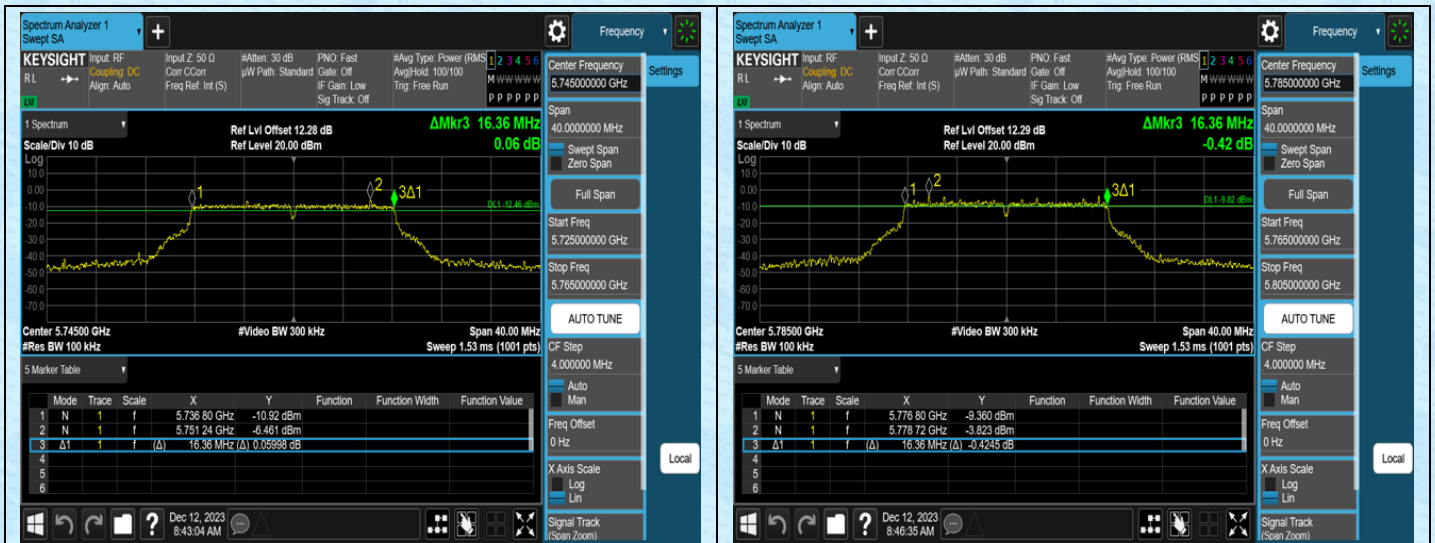 Spectrum Analyzer 1
Swept SA
Frequency
KEYSIGHT
RL
LXI
Input: RF
Coupling: DC
Align: Auto
Input Z: 50 Ω
Corr CCorr
Freq Ref: Int (S)
#Atten: 30 dB
µW Path: Standard
PNO: Fast
Gate: Off
IF Gain: Low
Sig Track: Off
#Avg Type: Power (RMS
Avg|Hold: 100/100
Trig: Free Run
1 2 3 4 5 6
M W W W W W
P P P P P P
Center Frequency
5.745000000 GHz
Settings
Span
40.0000000 MHz
Swept Span
Zero Span
Full Span
Start Freq
5.725000000 GHz
Stop Freq
5.765000000 GHz
AUTO TUNE
CF Step
4.000000 MHz
Auto
Man
Freq Offset
0 Hz
X Axis Scale
Log
Lin
Signal Track
(Span Zoom)
Local
1 Spectrum
Scale/Div 10 dB
Ref Lvl Offset 12.28 dB
Ref Level 20.00 dBm
ΔMkr3 16.36 MHz
0.06 dB
Log
10.0
0.00
-10.0
-20.0
-30.0
-40.0
-50.0
-60.0
-70.0
1
2
3Δ1
DL1 -12.46 dBm
Center 5.74500 GHz
#Video BW 300 kHz
Span 40.00 MHz
#Res BW 100 kHz
Sweep 1.53 ms (1001 pts)
5 Marker Table
Mode Trace Scale X Y Function Function Width Function Value
1 N 1 f 5.736 80 GHz -10.92 dBm
2 N 1 f 5.751 24 GHz -6.461 dBm
3 Δ1 1 f (Δ) 16.36 MHz (Δ) 0.05998 dB
4
5
6
?
Dec 12, 2023
8:43:04 AM
Spectrum Analyzer 1
Swept SA
Frequency
KEYSIGHT
RL
LXI
Input: RF
Coupling: DC
Align: Auto
Input Z: 50 Ω
Corr CCorr
Freq Ref: Int (S)
#Atten: 30 dB
µW Path: Standard
PNO: Fast
Gate: Off
IF Gain: Low
Sig Track: Off
#Avg Type: Power (RMS
Avg|Hold: 100/100
Trig: Free Run
1 2 3 4 5 6
M W W W W W
P P P P P P
Center Frequency
5.785000000 GHz
Settings
Span
40.0000000 MHz
Swept Span
Zero Span
Full Span
Start Freq
5.765000000 GHz
Stop Freq
5.805000000 GHz
AUTO TUNE
CF Step
4.000000 MHz
Auto
Man
Freq Offset
0 Hz
X Axis Scale
Log
Lin
Signal Track
(Span Zoom)
Local
1 Spectrum
Scale/Div 10 dB
Ref Lvl Offset 12.29 dB
Ref Level 20.00 dBm
ΔMkr3 16.36 MHz
-0.42 dB
Log
10.0
0.00
-10.0
-20.0
-30.0
-40.0
-50.0
-60.0
-70.0
1
2
3Δ1
DL1 -9.82 dBm
Center 5.78500 GHz
#Video BW 300 kHz
Span 40.00 MHz
#Res BW 100 kHz
Sweep 1.53 ms (1001 pts)
5 Marker Table
Mode Trace Scale X Y Function Function Width Function Value
1 N 1 f 5.776 80 GHz -9.360 dBm
2 N 1 f 5.778 72 GHz -3.823 dBm
3 Δ1 1 f (Δ) 16.36 MHz (Δ) -0.4245 dB
4
5
6
?
Dec 12, 2023
8:46:35 AM